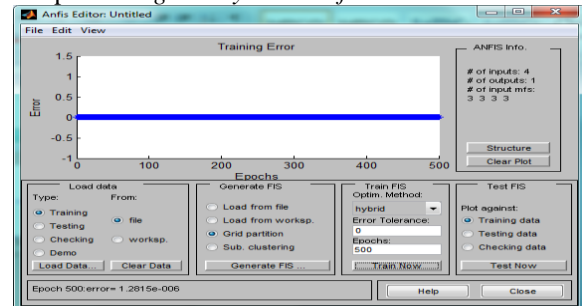 Anfis Editor: Untitled
File Edit View
Training Error
1.5
1
0.5
0
-0.5
-1
Error
0 100 200 300 400 500
Epochs
ANFIS Info.
# of inputs: 4
# of outputs: 1
# of input mfs:
3 3 3 3
Structure
Clear Plot
Load data
Type: From:
Training
Testing
Checking
Demo
file
worksp.
Load Data... Clear Data
Generate FIS
Load from file
Load from worksp.
Grid partition
Sub. clustering
Generate FIS ...
Train FIS
Optim. Method:
hybrid
Error Tolerance:
0
Epochs:
500
Train Now
Test FIS
Plot against:
Training data
Testing data
Checking data
Test Now
Epoch 500:error= 1.2815e-006
Help Close